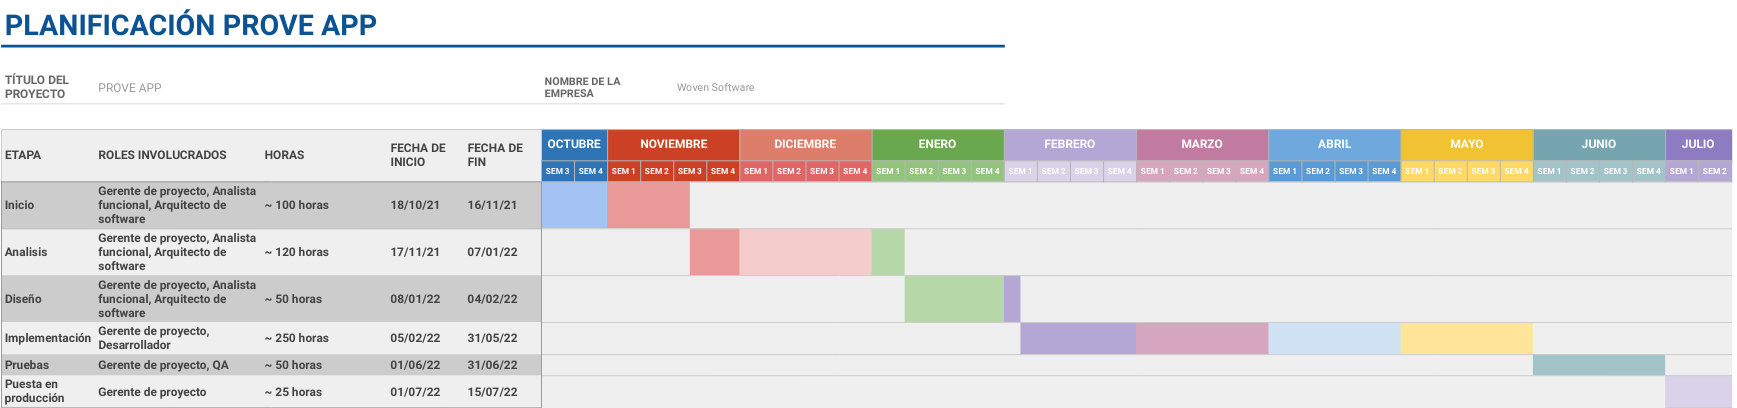 PLANIFICACIÓN PROVE APP
TÍTULO DEL
PROYECTO
PROVE APP
NOMBRE DE LA
EMPRESA
Woven Software
ETAPA ROLES INVOLUCRADOS HORAS FECHA DE
INICIO
FECHA DE
FIN
OCTUBRE NOVIEMBRE DICIEMBRE ENERO FEBRERO MARZO ABRIL MAYO JUNIO JULIO
SEM 3 SEM 4 SEM 1 SEM 2 SEM 3 SEM 4 SEM 1 SEM 2 SEM 3 SEM 4 SEM 1 SEM 2 SEM 3 SEM 4 SEM 1 SEM 2 SEM 3 SEM 4 SEM 1 SEM 2 SEM 3 SEM 4 SEM 1 SEM 2 SEM 3 SEM 4 SEM 1 SEM 2 SEM 3 SEM 4 SEM 1 SEM 2 SEM 3 SEM 4 SEM 1 SEM 2
Inicio
Gerente de proyecto, Analista
funcional, Arquitecto de
software
~ 100 horas 18/10/21 16/11/21
Analisis
Gerente de proyecto, Analista
funcional, Arquitecto de
software
~ 120 horas 17/11/21 07/01/22
Diseño
Gerente de proyecto, Analista
funcional, Arquitecto de
software
~ 50 horas 08/01/22 04/02/22
Implementación
Gerente de proyecto,
Desarrollador
~ 250 horas 05/02/22 31/05/22
Pruebas Gerente de proyecto, QA ~ 50 horas 01/06/22 31/06/22
Puesta en
producción
Gerente de proyecto ~ 25 horas 01/07/22 15/07/22